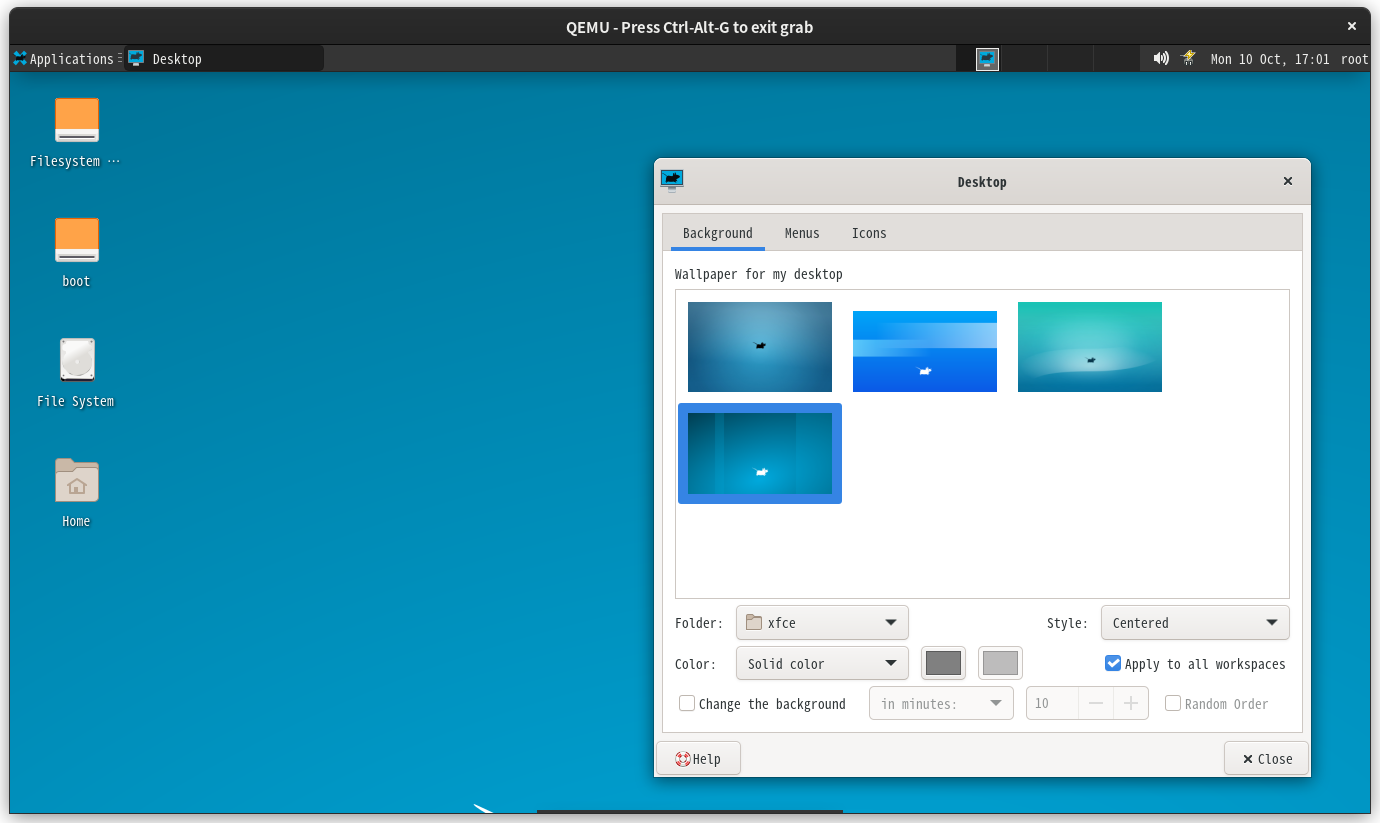 QEMU - Press Ctrl-Alt-G to exit grab
Applications Desktop Mon 10 Oct, 17:01 root
Filesystem ···
boot
File System
Home
Desktop
Background Menus Icons
Wallpaper for my desktop
Folder: xfce Style: Centered
Color: Solid color Apply to all workspaces
Change the background in minutes: 10 Random Order
Help Close